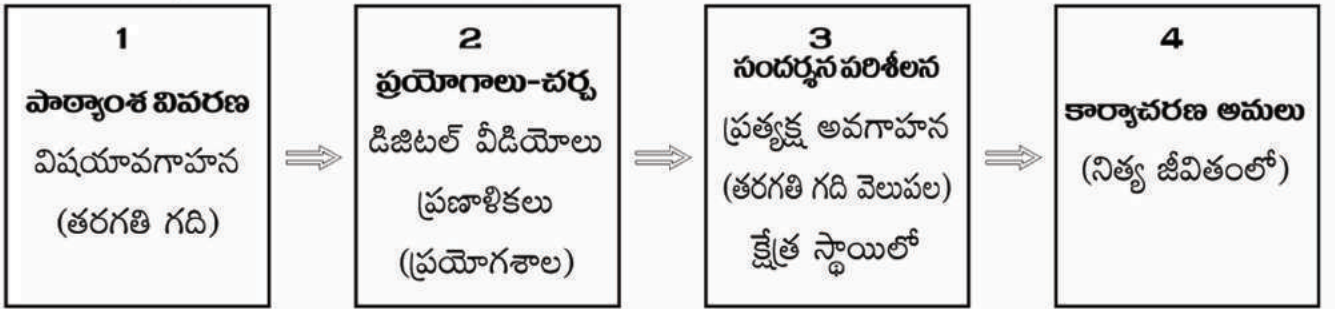 1
పాఠ్యాంశ వివరణ
విషయావగాహన
(తరగతి గది)
2
ప్రయోగాలు-చర్చ
డిజిటల్ వీడియోలు
ప్రణాళికలు
(ప్రయోగశాల)
3
సందర్శన పరిశీలన
ప్రత్యక్ష అవగాహన
(తరగతి గది వెలుపల)
క్షేత్ర స్థాయిలో
4
కార్యాచరణ అమలు
(నిత్య జీవితంలో)